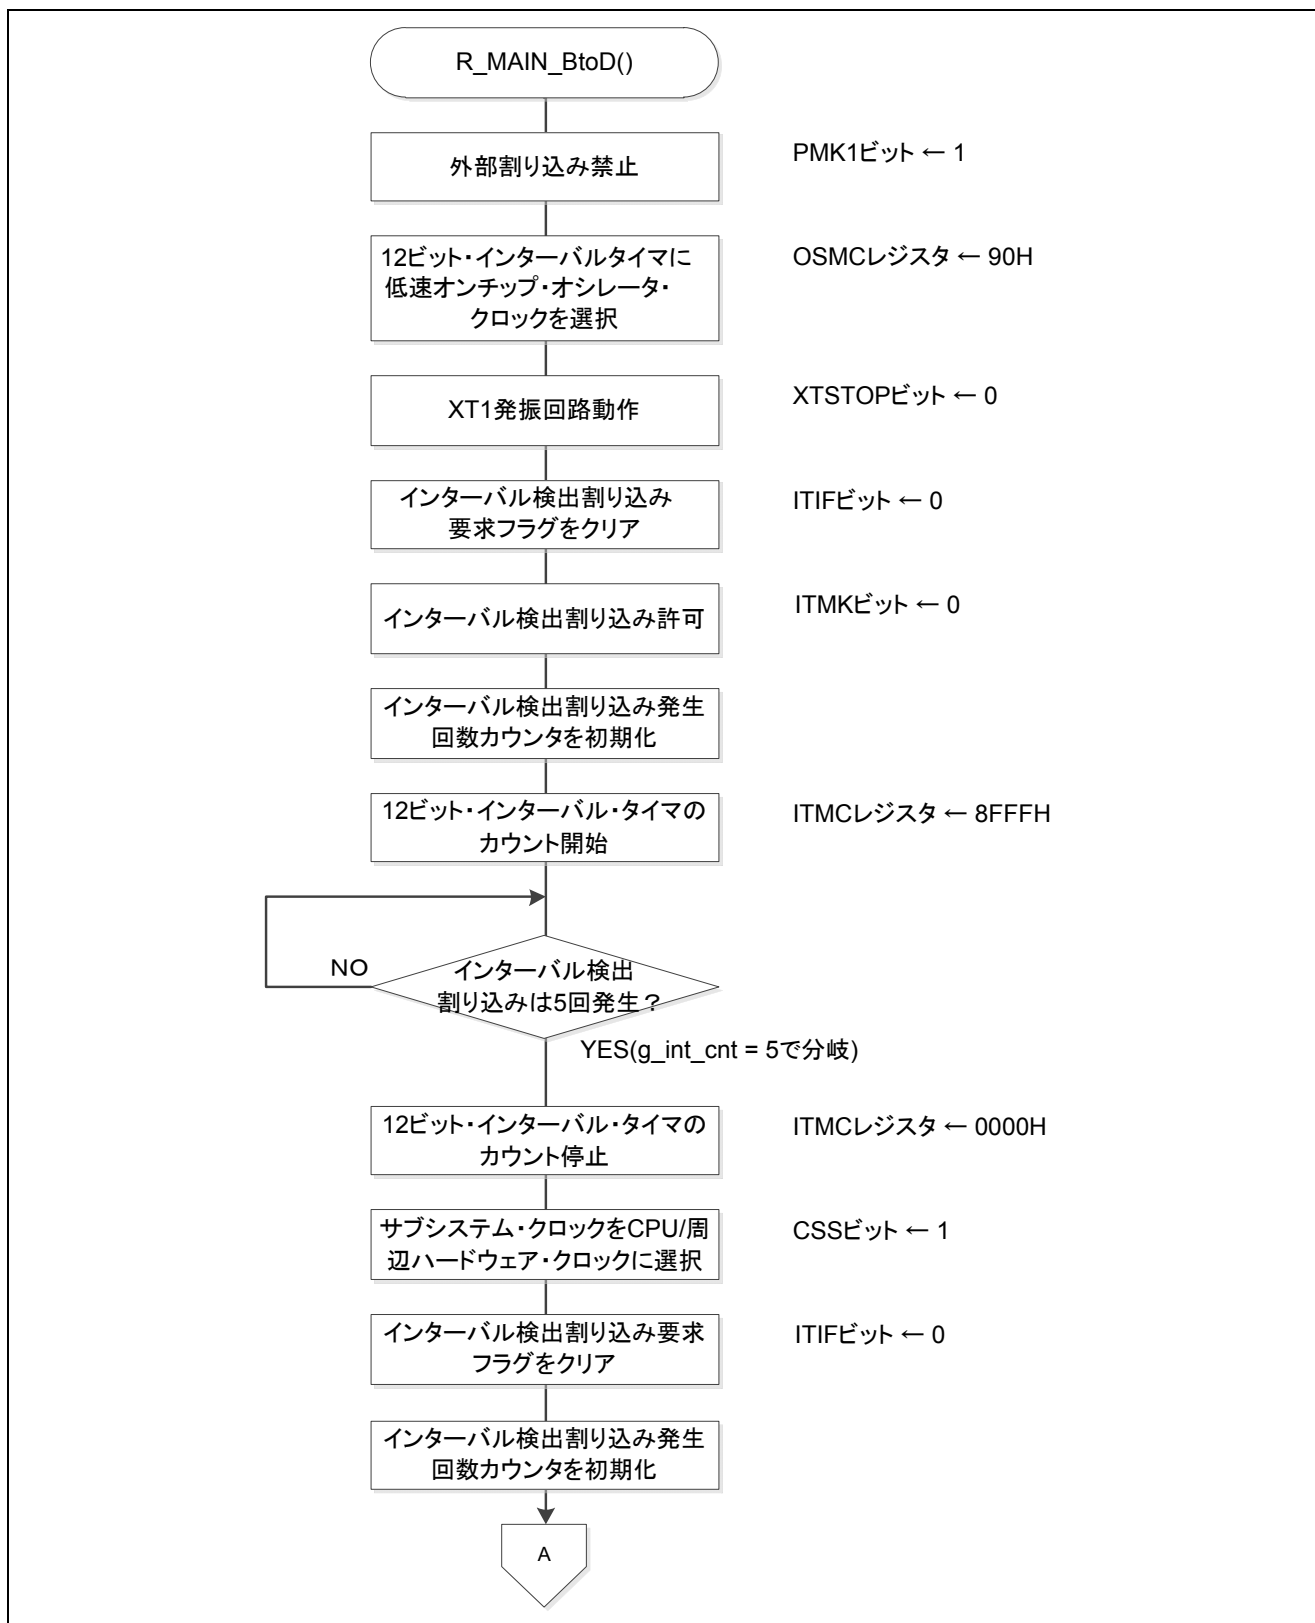 R_MAIN_BtoD()
外部割り込み禁止
PMK1ビット ← 1
12ビット・インターバルタイマに
低速オンチップ・オシレータ・
クロックを選択
OSMCレジスタ ← 90H
XT1発振回路動作
XTSTOPビット ← 0
インターバル検出割り込み
要求フラグをクリア
ITIFビット ← 0
インターバル検出割り込み許可
ITMKビット ← 0
インターバル検出割り込み発生
回数カウンタを初期化
12ビット・インターバル・タイマの
カウント開始
ITMCレジスタ ← 8FFFH
NO
インターバル検出
割り込みは5回発生？
YES(g_int_cnt = 5で分岐)
12ビット・インターバル・タイマの
カウント停止
ITMCレジスタ ← 0000H
サブシステム・クロックをCPU/周
辺ハードウェア・クロックに選択
CSSビット ← 1
インターバル検出割り込み要求
フラグをクリア
ITIFビット ← 0
インターバル検出割り込み発生
回数カウンタを初期化
A